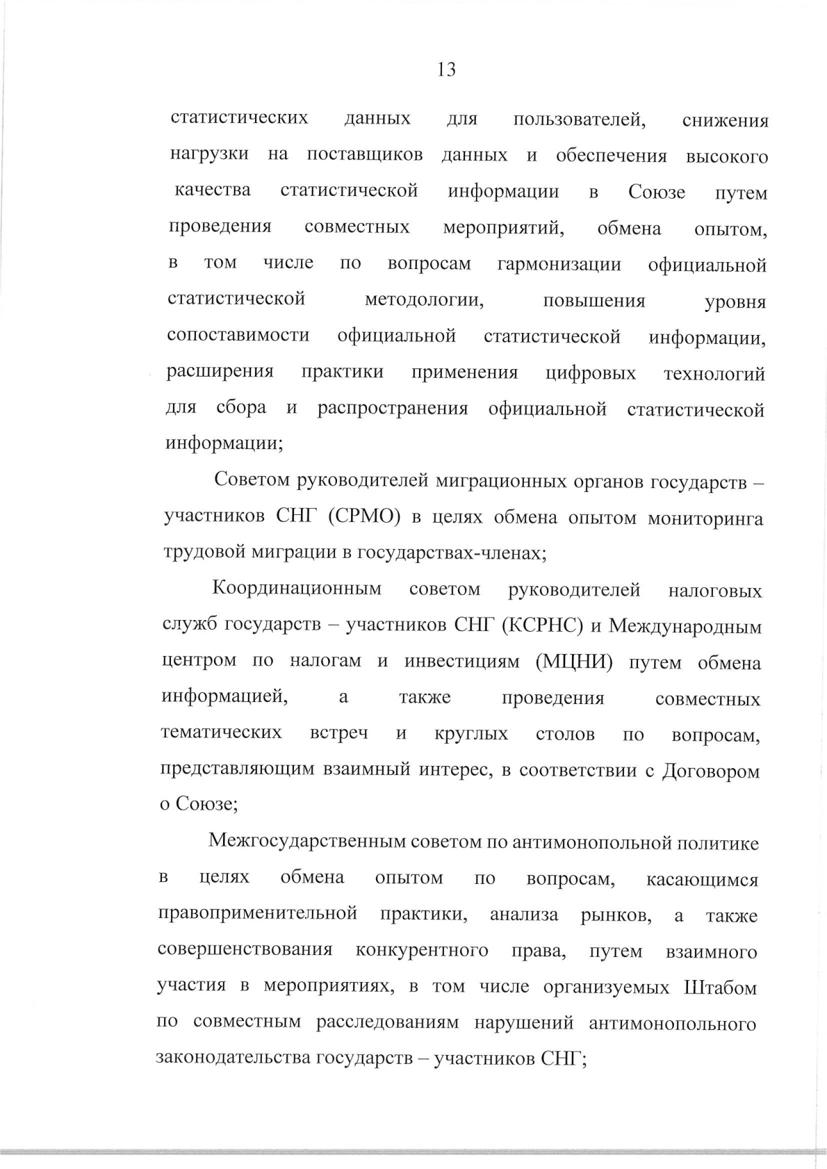 13
статистических данных для пользователей, снижения
нагрузки на поставщиков данных и обеспечения высокого
качества статистической информации в Союзе путем
проведения совместных мероприятий, обмена опытом,
в том числе по вопросам гармонизации официальной
статистической методологии, повышения уровня
сопоставимости официальной статистической информации,
расширения практики применения цифровых технологий
для сбора и распространения официальной статистической
информации;
Советом руководителей миграционных органов государств –
участников СНГ (СРМО) в целях обмена опытом мониторинга
трудовой миграции в государствах-членах;
Координационным советом руководителей налоговых
служб государств – участников СНГ (КСРНС) и Международным
центром по налогам и инвестициям (МЦНИ) путем обмена
информацией, а также проведения совместных
тематических встреч и круглых столов по вопросам,
представляющим взаимный интерес, в соответствии с Договором
о Союзе;
Межгосударственным советом по антимонопольной политике
в целях обмена опытом по вопросам, касающимся
правоприменительной практики, анализа рынков, а также
совершенствования конкурентного права, путем взаимного
участия в мероприятиях, в том числе организуемых Штабом
по совместным расследованиям нарушений антимонопольного
законодательства государств – участников СНГ;